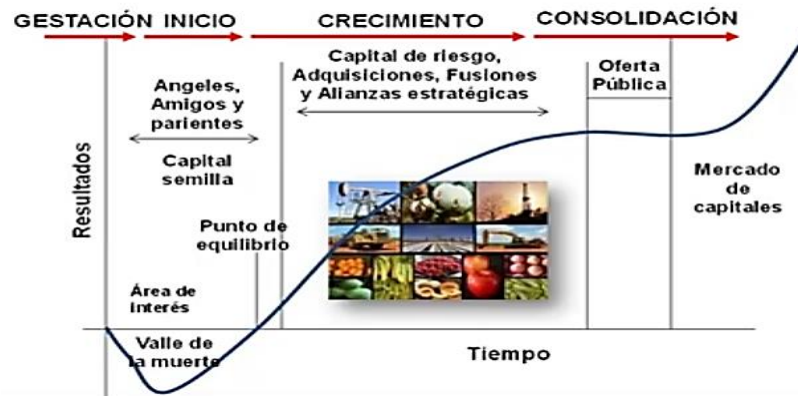 GESTACIÓN INICIO CRECIMIENTO CONSOLIDACIÓN
Capital de riesgo,
Adquisiciones, Fusiones
y Alianzas estratégicas
Oferta
Pública
Angeles,
Amigos y
parientes
Capital
semilla
Resultados
Mercado
de
capitales
Punto de
equilibrio
Área de
interés
Valle de
la muerte
Tiempo